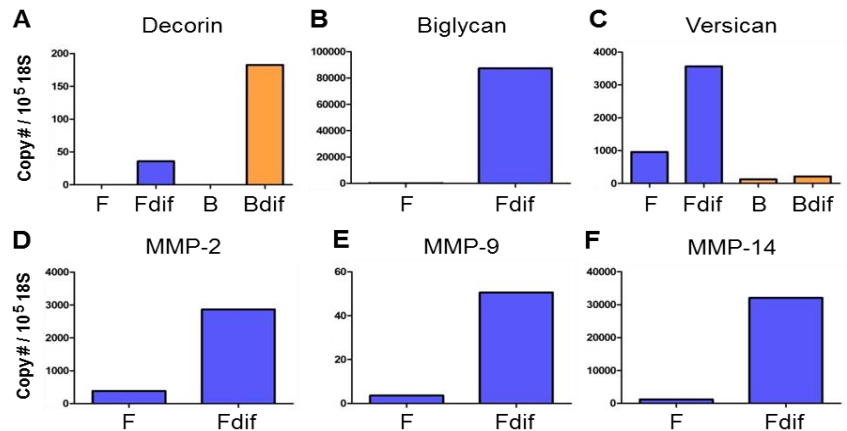 A Decorin
B Biglycan
C Versican
Copy# / 10⁵ 18S
200
150
100
50
0
F Fdif B Bdif
100000
80000
60000
40000
20000
0
F Fdif
4000
3000
2000
1000
0
F Fdif B Bdif
D MMP-2
E MMP-9
F MMP-14
Copy# / 10⁵ 18S
4000
3000
2000
1000
0
F Fdif
60
40
20
0
F Fdif
40000
30000
20000
10000
0
F Fdif